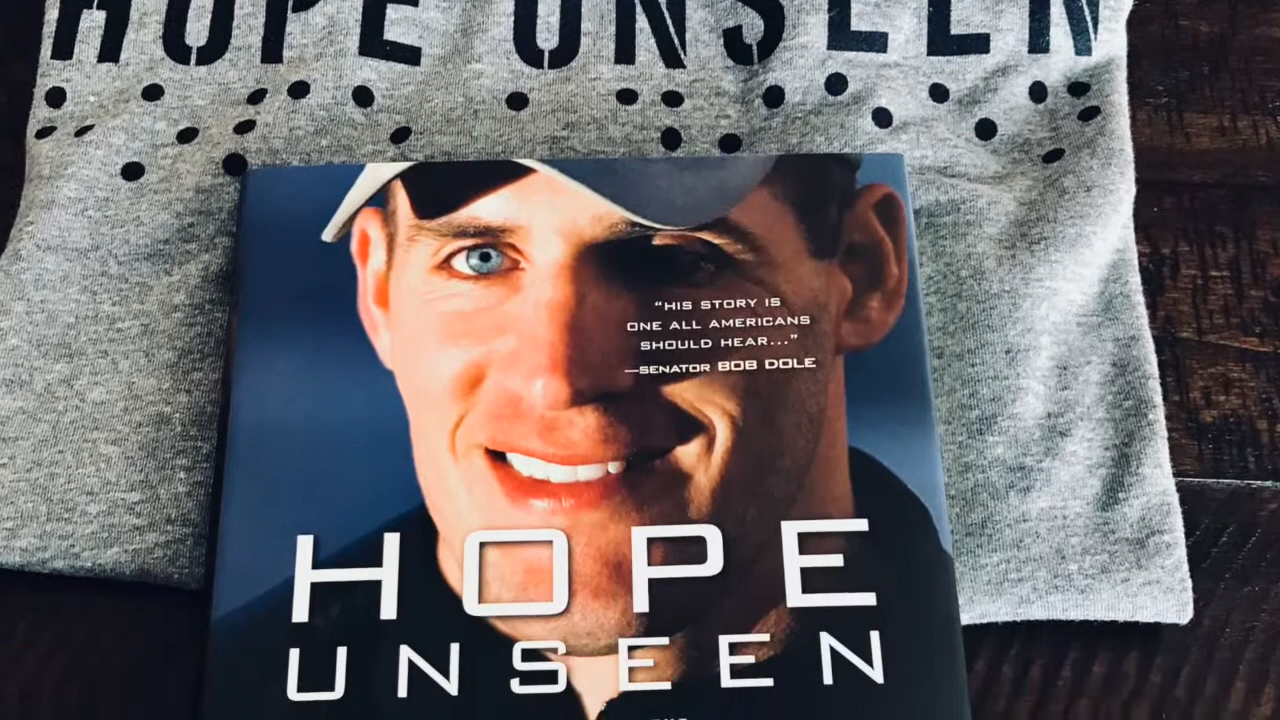 HOPE UNSEEN
“HIS STORY IS
ONE ALL AMERICANS
SHOULD HEAR...”
—SENATOR BOB DOLE
HOPE
UNSEEN